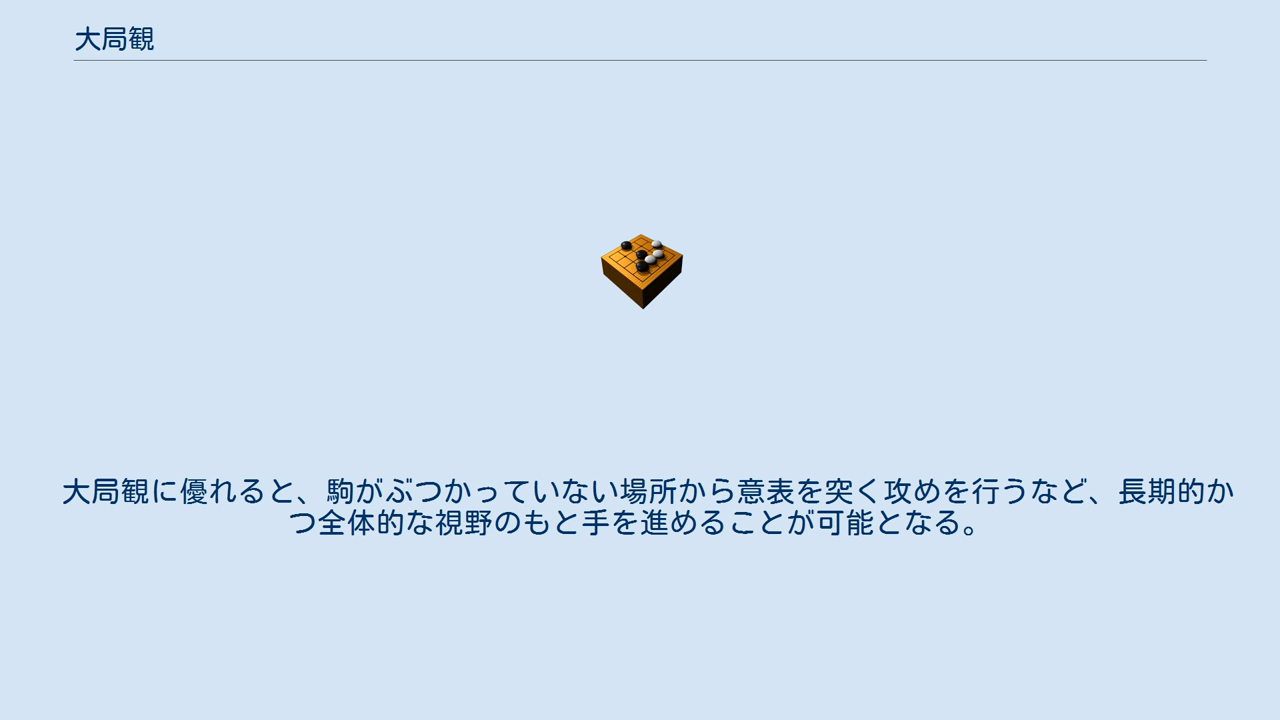 大局観
大局観に優れると、駒がぶつかっていない場所から意表を突く攻めを行うなど、長期的か
つ全体的な視野のもと手を進めることが可能となる。